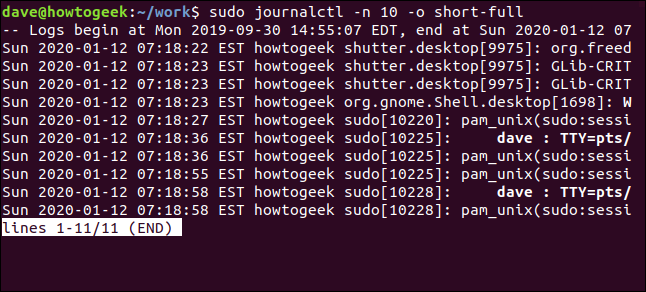 dave@howtogeek:~/work$ sudo journalctl -n 10 -o short-full
-- Logs begin at Mon 2019-09-30 14:55:07 EDT, end at Sun 2020-01-12 07
Sun 2020-01-12 07:18:22 EST howtogeek shutter.desktop[9975]: org.freed
Sun 2020-01-12 07:18:23 EST howtogeek shutter.desktop[9975]: GLib-CRIT
Sun 2020-01-12 07:18:23 EST howtogeek shutter.desktop[9975]: GLib-CRIT
Sun 2020-01-12 07:18:23 EST howtogeek org.gnome.Shell.desktop[1698]: W
Sun 2020-01-12 07:18:27 EST howtogeek sudo[10220]: pam_unix(sudo:sessi
Sun 2020-01-12 07:18:36 EST howtogeek sudo[10225]:     dave : TTY=pts/
Sun 2020-01-12 07:18:36 EST howtogeek sudo[10225]: pam_unix(sudo:sessi
Sun 2020-01-12 07:18:55 EST howtogeek sudo[10225]: pam_unix(sudo:sessi
Sun 2020-01-12 07:18:58 EST howtogeek sudo[10228]:     dave : TTY=pts/
Sun 2020-01-12 07:18:58 EST howtogeek sudo[10228]: pam_unix(sudo:sessi
lines 1-11/11 (END)